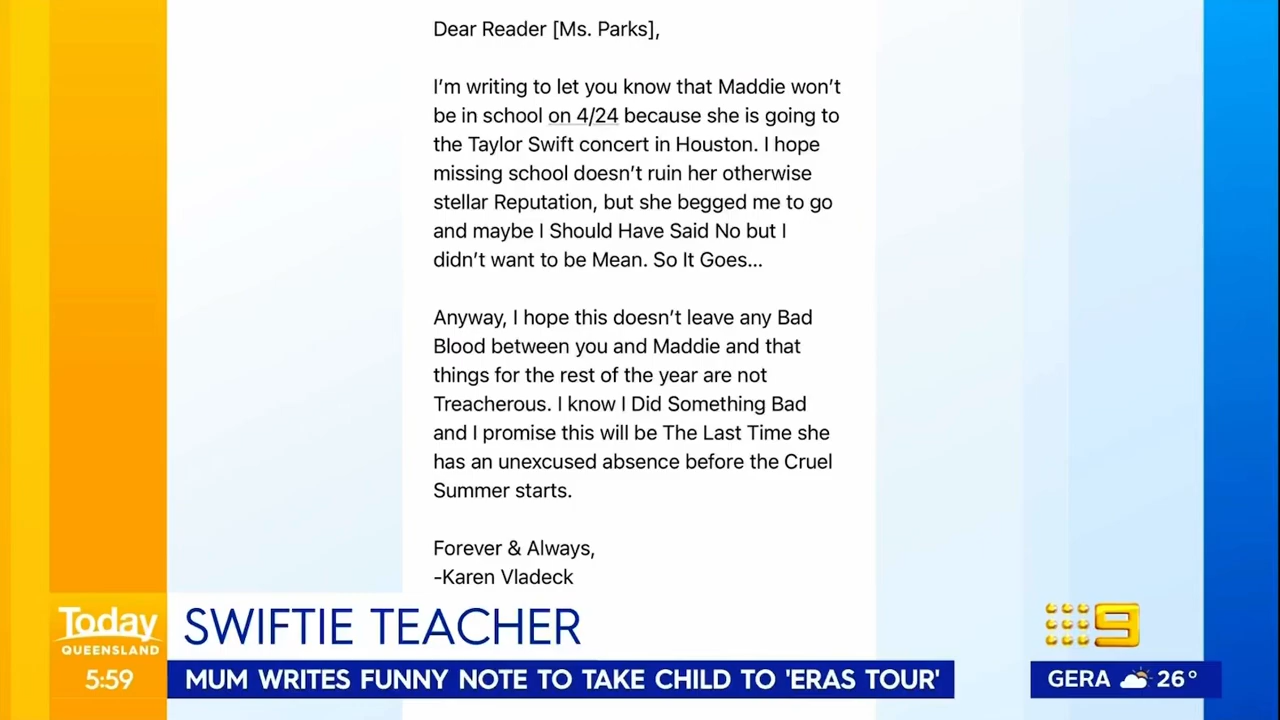 Dear Reader [Ms. Parks],
I'm writing to let you know that Maddie won't
be in school on 4/24 because she is going to
the Taylor Swift concert in Houston. I hope
missing school doesn't ruin her otherwise
stellar Reputation, but she begged me to go
and maybe I Should Have Said No but I
didn't want to be Mean. So It Goes...
Anyway, I hope this doesn't leave any Bad
Blood between you and Maddie and that
things for the rest of the year are not
Treacherous. I know I Did Something Bad
and I promise this will be The Last Time she
has an unexcused absence before the Cruel
Summer starts.
Forever & Always,
-Karen Vladeck
Today
QUEENSLAND
5:59
SWIFTIE TEACHER
MUM WRITES FUNNY NOTE TO TAKE CHILD TO 'ERAS TOUR'
9
GERA 26°